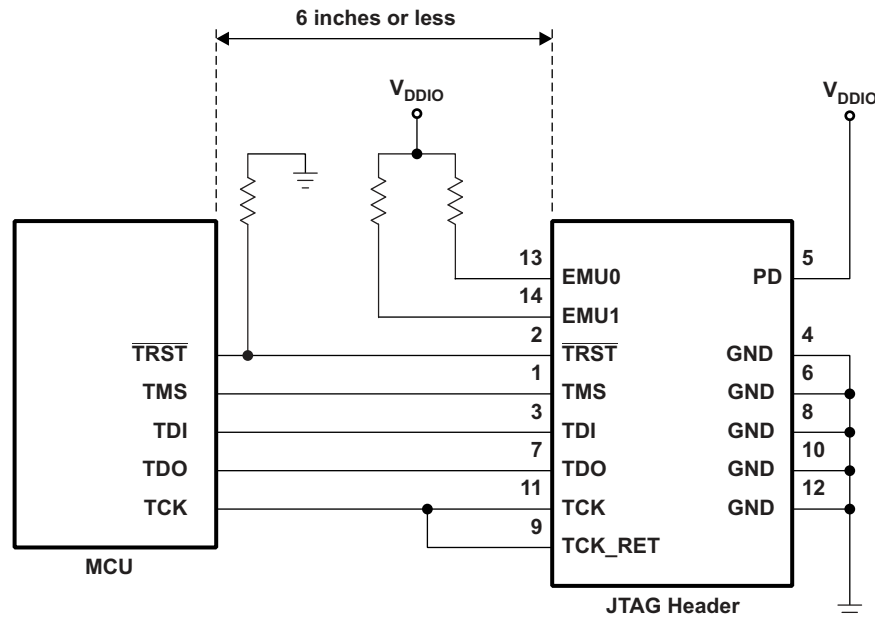 6 inches or less
VDDIO
VDDIO
13
EMU0
PD
5
14
EMU1
2
TRST
TRST
GND
4
TMS
1
TMS
GND
6
TDI
3
TDI
GND
8
TDO
7
TDO
GND
10
TCK
11
TCK
GND
12
9
TCK_RET
MCU
JTAG Header